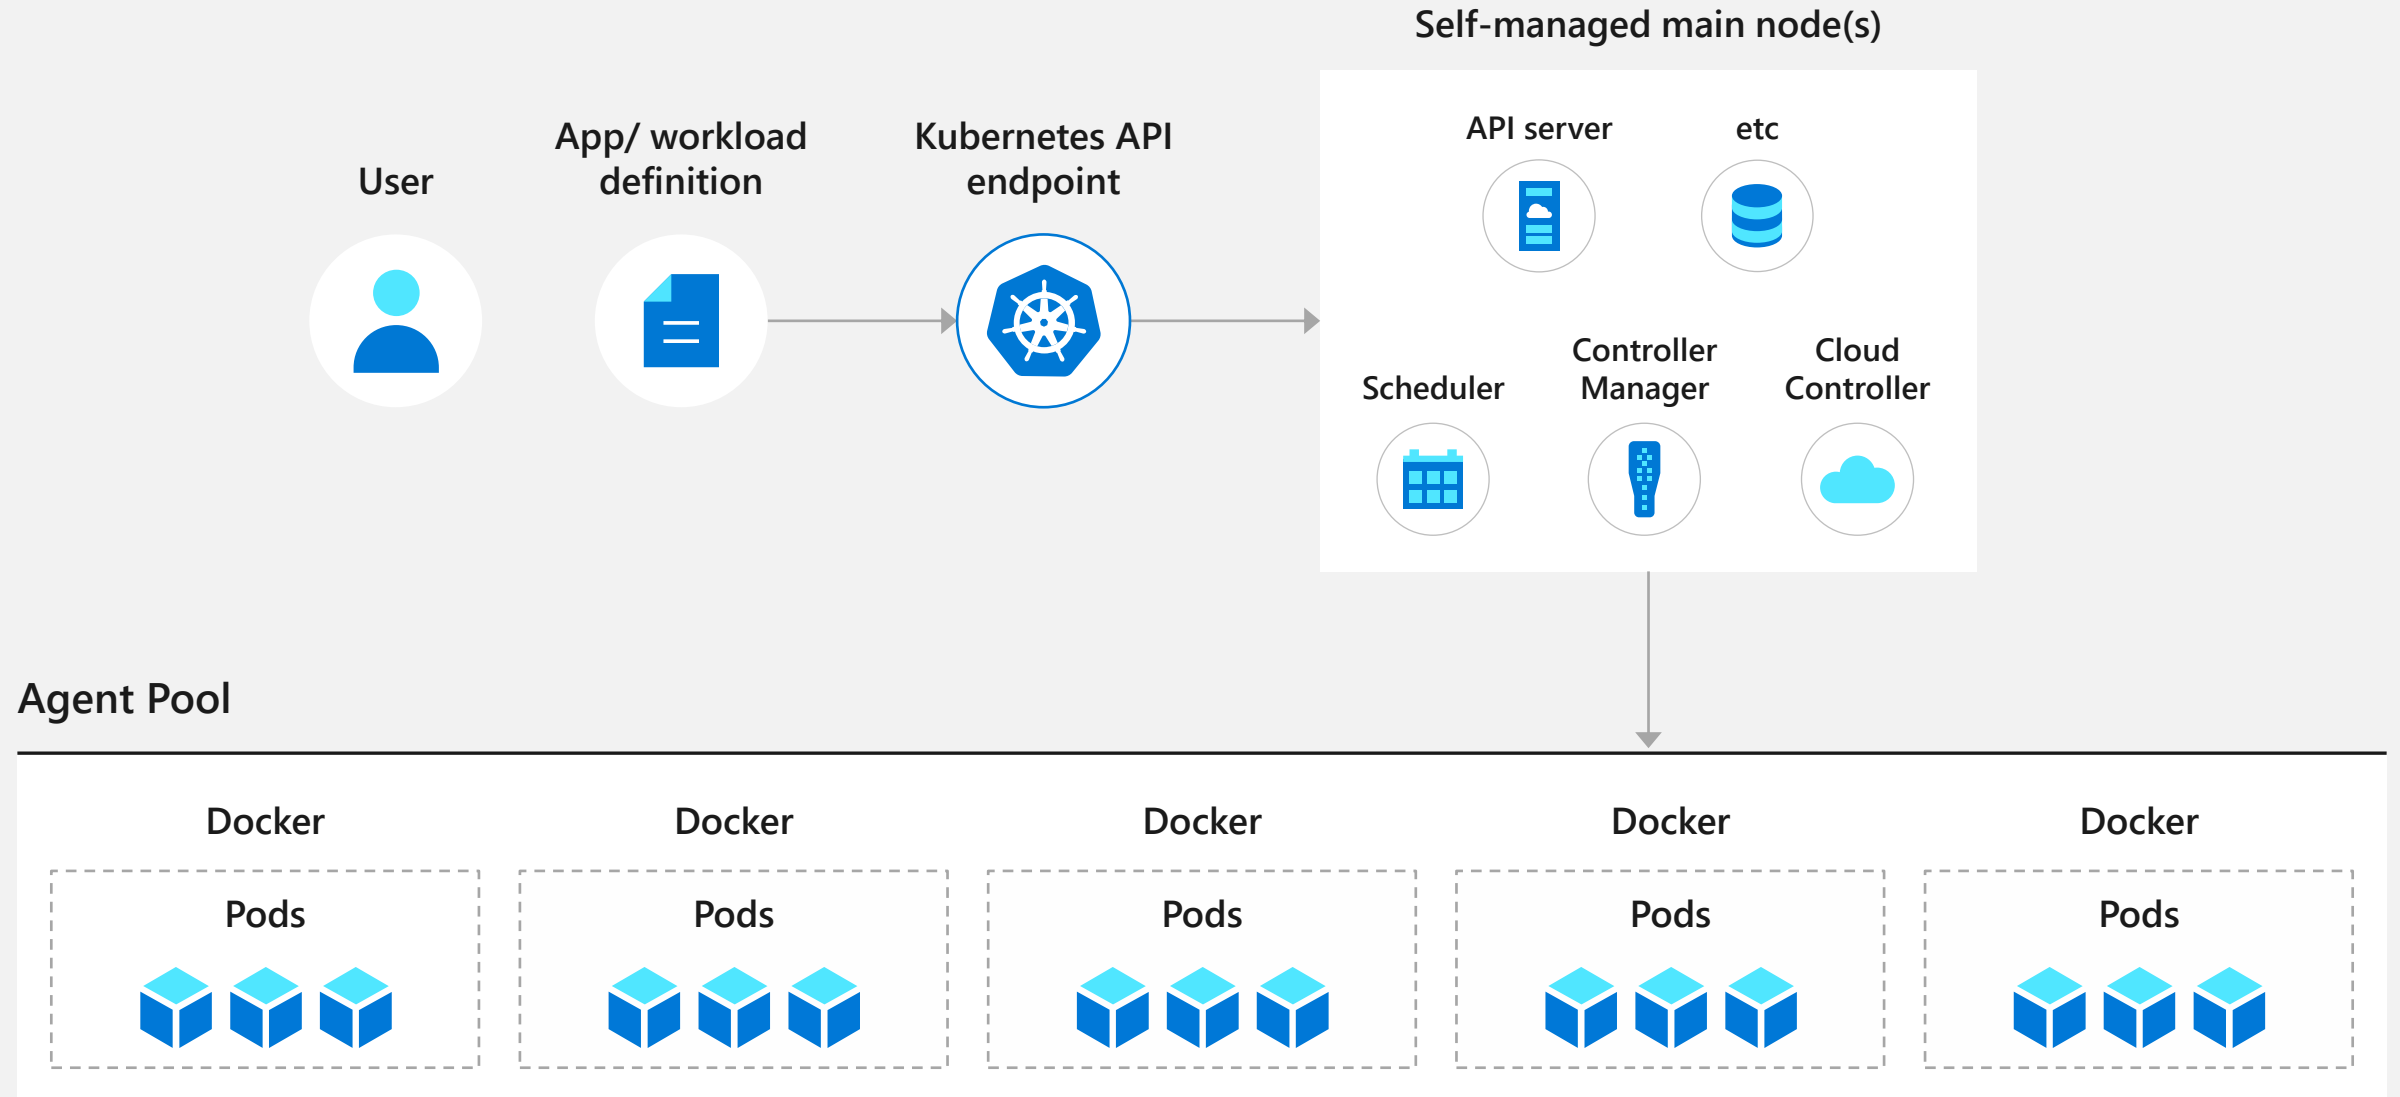 Self-managed main node(s)
User
App/ workload
definition
Kubernetes API
endpoint
API server
etc
Scheduler
Controller
Manager
Cloud
Controller
Agent Pool
Docker
Docker
Docker
Docker
Docker
Pods
Pods
Pods
Pods
Pods